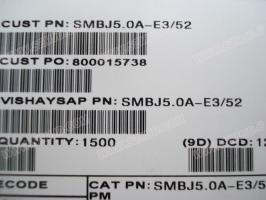 CUST PN: SMBJ5.0A-E3/52
CUST PO: 800015738
VISHAYSAP PN: SMBJ5.0A-E3/52
QUANTITY: 1500 (9D) DCD: 12
ECODE CAT PN: SMBJ5.0A-E3/5
PM